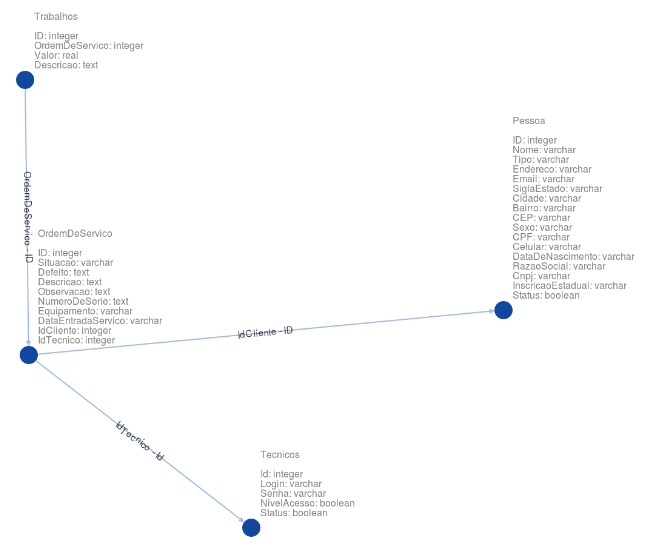 Trabalhos
ID: integer
OrdemDeServico: integer
Valor: real
Descricao: text
OrdemDeServico - ID
Pessoa
ID: integer
Nome: varchar
Tipo: varchar
Endereco: varchar
Email: varchar
SiglaEstado: varchar
Cidade: varchar
Bairro: varchar
CEP: varchar
Sexo: varchar
CPF: varchar
Celular: varchar
DataDeNascimento: varchar
RazaoSocial: varchar
Cnpj: varchar
InscricaoEstadual: varchar
Status: boolean
OrdemDeServico
ID: integer
Situacao: varchar
Defeito: text
Descricao: text
Observacao: text
NumeroDeSerie: text
Equipamento: varchar
DataEntradaServico: varchar
IdCliente: integer
IdTecnico: integer
IdCliente - ID
IdTecnico - Id
Tecnicos
Id: integer
Login: varchar
Senha: varchar
NivelAcesso: boolean
Status: boolean